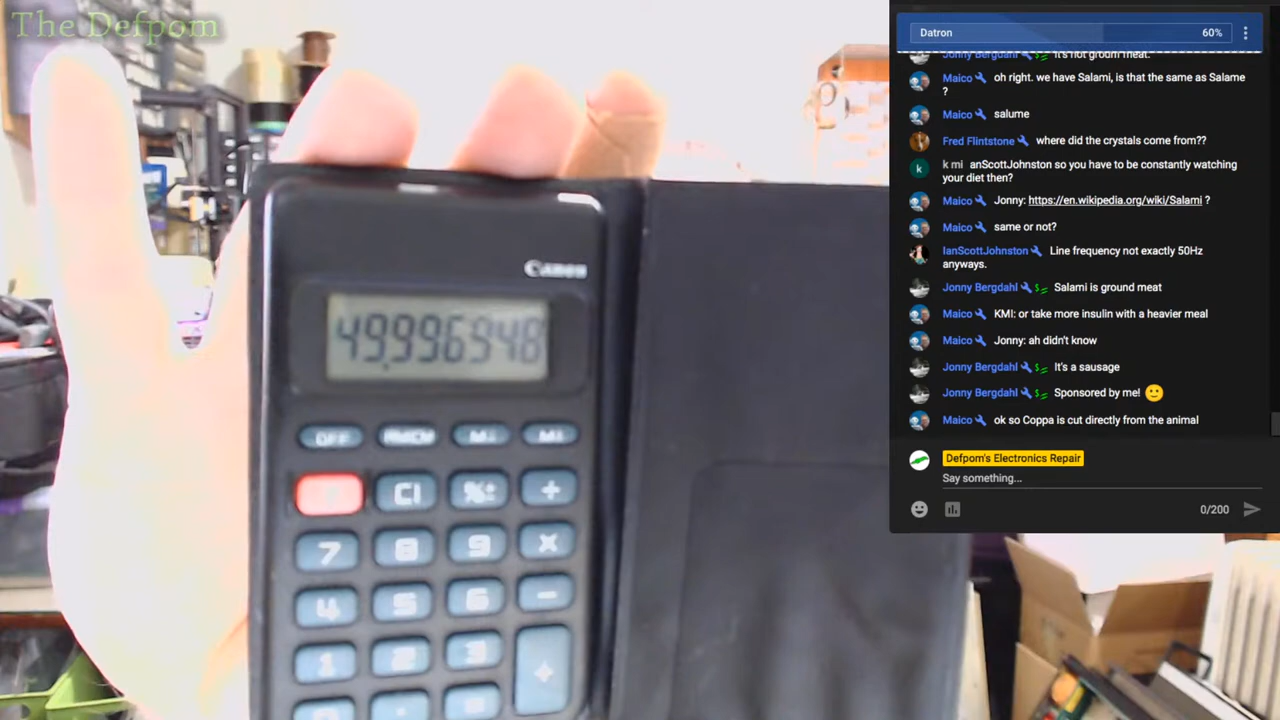 The Defpom
Datron
60%
Jonny Bergdahl It's not grodm meat.
Maico oh right. we have Salami, is that the same as Salame
?
Maico salume
Fred Flintstone where did the crystals come from??
k mi anScottJohnston so you have to be constantly watching
your diet then?
Maico Jonny: https://en.wikipedia.org/wiki/Salami ?
Maico same or not?
IanScottJohnston Line frequency not exactly 50Hz
anyways.
Jonny Bergdahl Salami is ground meat
Maico KMI: or take more insulin with a heavier meal
Maico Jonny: ah didn't know
Jonny Bergdahl It's a sausage
Jonny Bergdahl Sponsored by me! 🙂
Maico ok so Coppa is cut directly from the animal
Defpom's Electronics Repair
Say something...
0/200
Canon
49.996948
OFF RM/CM M- M+
CI %± ÷
7 8 9 ×
4 5 6 −
1 2 3 +